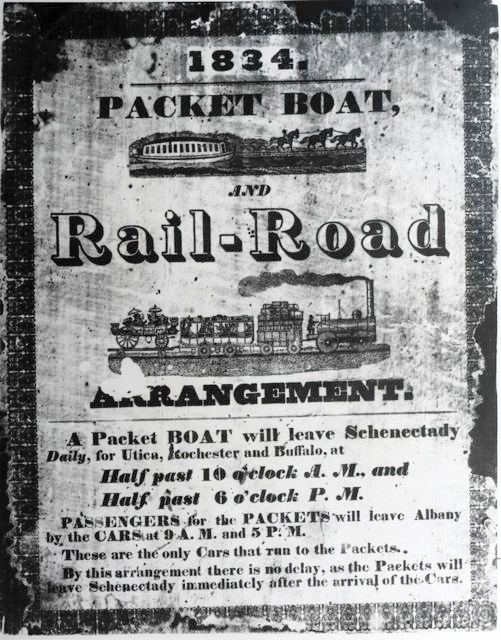 1834.
PACKET BOAT,
AND
Rail-Road
ARRANGEMENT.
A Packet BOAT will leave Schenectady
Daily, for Utica, Rochester and Buffalo, at
Half past 10 o'clock A. M., and
Half past 6 o'clock P. M.
PASSENGERS for the PACKETS will leave Albany
by the CARS at 9 A. M. and 5 P. M.
These are the only Cars that run to the Packets.
By this arrangement there is no delay, as the Packets will
leave Schenectady immediately after the arrival of the Cars.